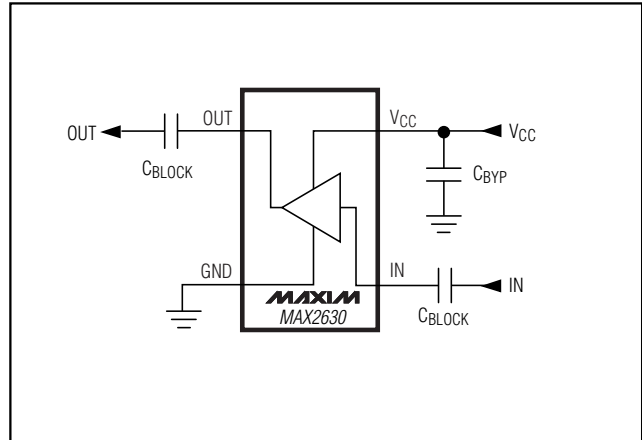 OUT
CBLOCK
OUT
VCC
VCC
CBYP
GND
IN
IN
CBLOCK
MAXIM
MAX2630